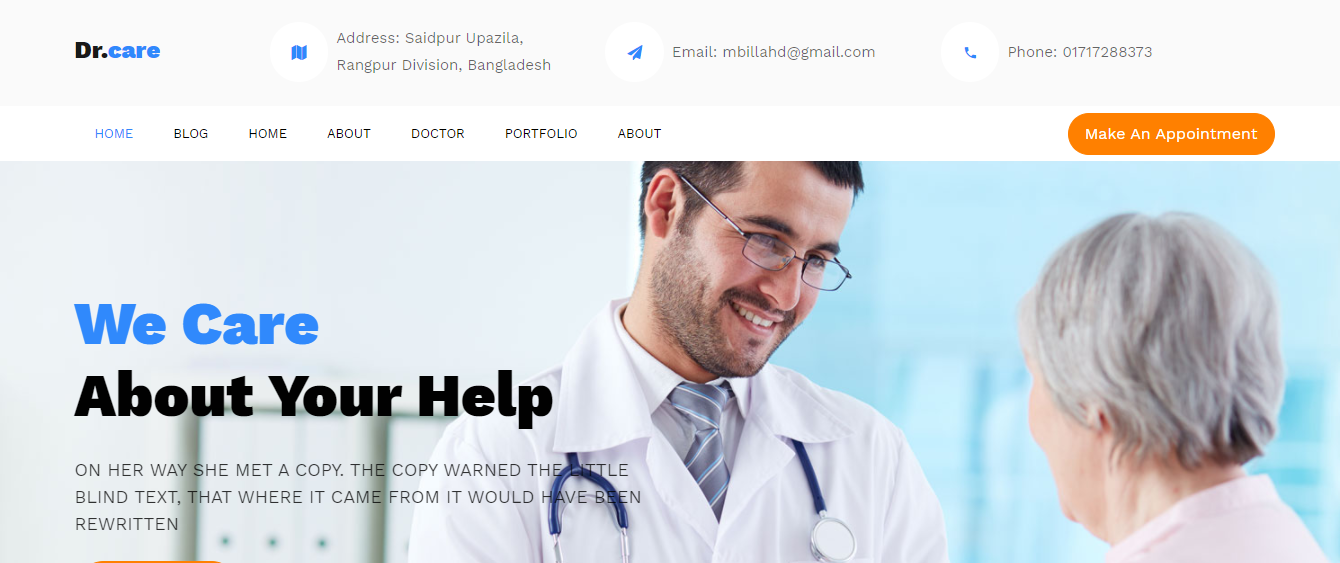 Dr.care
Address: Saidpur Upazila,
Rangpur Division, Bangladesh
Email: mbillahd@gmail.com
Phone: 01717288373
HOME
BLOG
HOME
ABOUT
DOCTOR
PORTFOLIO
ABOUT
Make An Appointment
We Care
About Your Help
ON HER WAY SHE MET A COPY. THE COPY WARNED THE LITTLE
BLIND TEXT, THAT WHERE IT CAME FROM IT WOULD HAVE BEEN
REWRITTEN